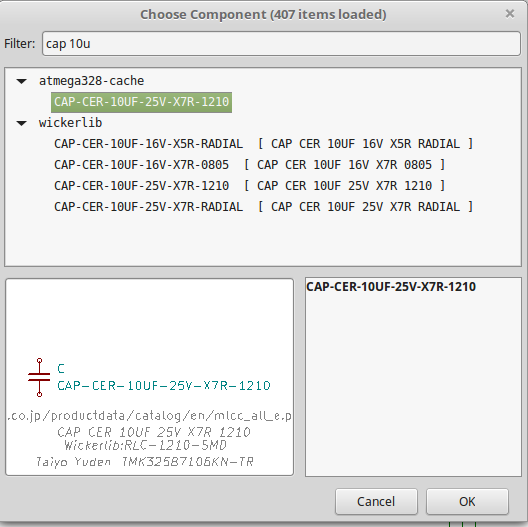 Choose Component (407 items loaded)
Filter: cap 10u
atmega328-cache
CAP-CER-10UF-25V-X7R-1210
wickerlib
CAP-CER-10UF-16V-X5R-RADIAL [ CAP CER 10UF 16V X5R RADIAL ]
CAP-CER-10UF-16V-X7R-0805 [ CAP CER 10UF 16V X7R 0805 ]
CAP-CER-10UF-25V-X7R-1210 [ CAP CER 10UF 25V X7R 1210 ]
CAP-CER-10UF-25V-X7R-RADIAL [ CAP CER 10UF 25V X7R RADIAL ]
C
CAP-CER-10UF-25V-X7R-1210
.co.jp/productdata/catalog/en/mlcc_all_e.p
CAP CER 10UF 25V X7R 1210
Wickerlib:RLC-1210-SMD
Taiyo Yuden TMK325B7106KN-TR
CAP-CER-10UF-25V-X7R-1210
Cancel
OK